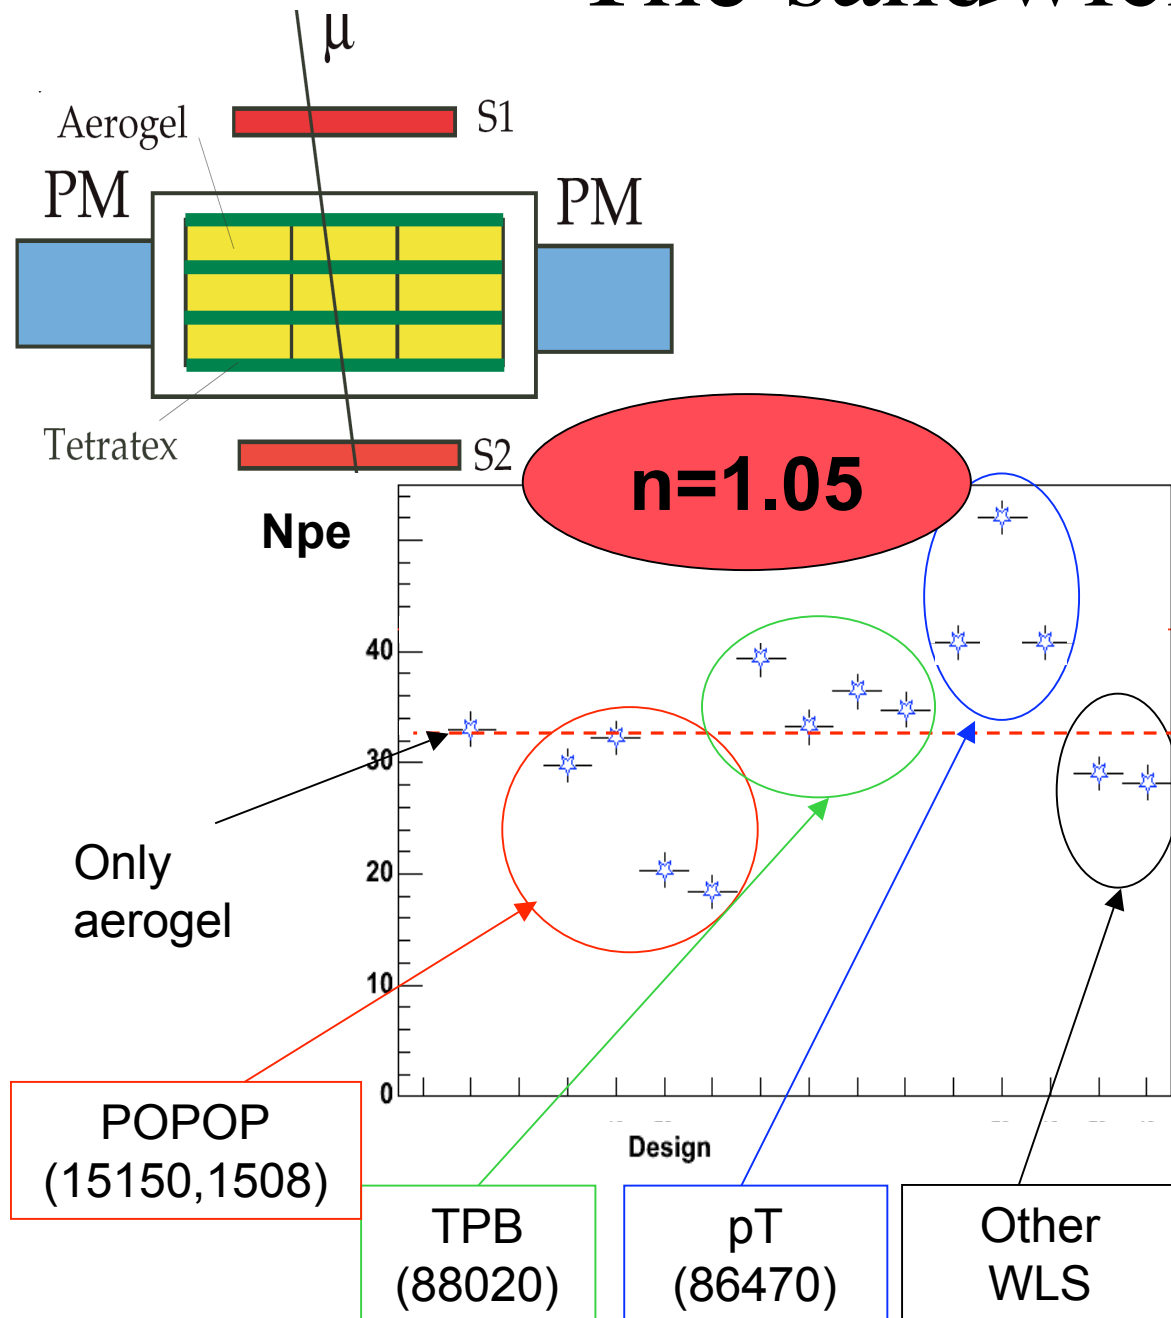 μ
Aerogel
S1
PM
PM
Tetratex
S2
n=1.05
Npe
40
30
20
10
0
Only
aerogel
Design
POPOP
(15150,1508)
TPB
(88020)
pT
(86470)
Other
WLS